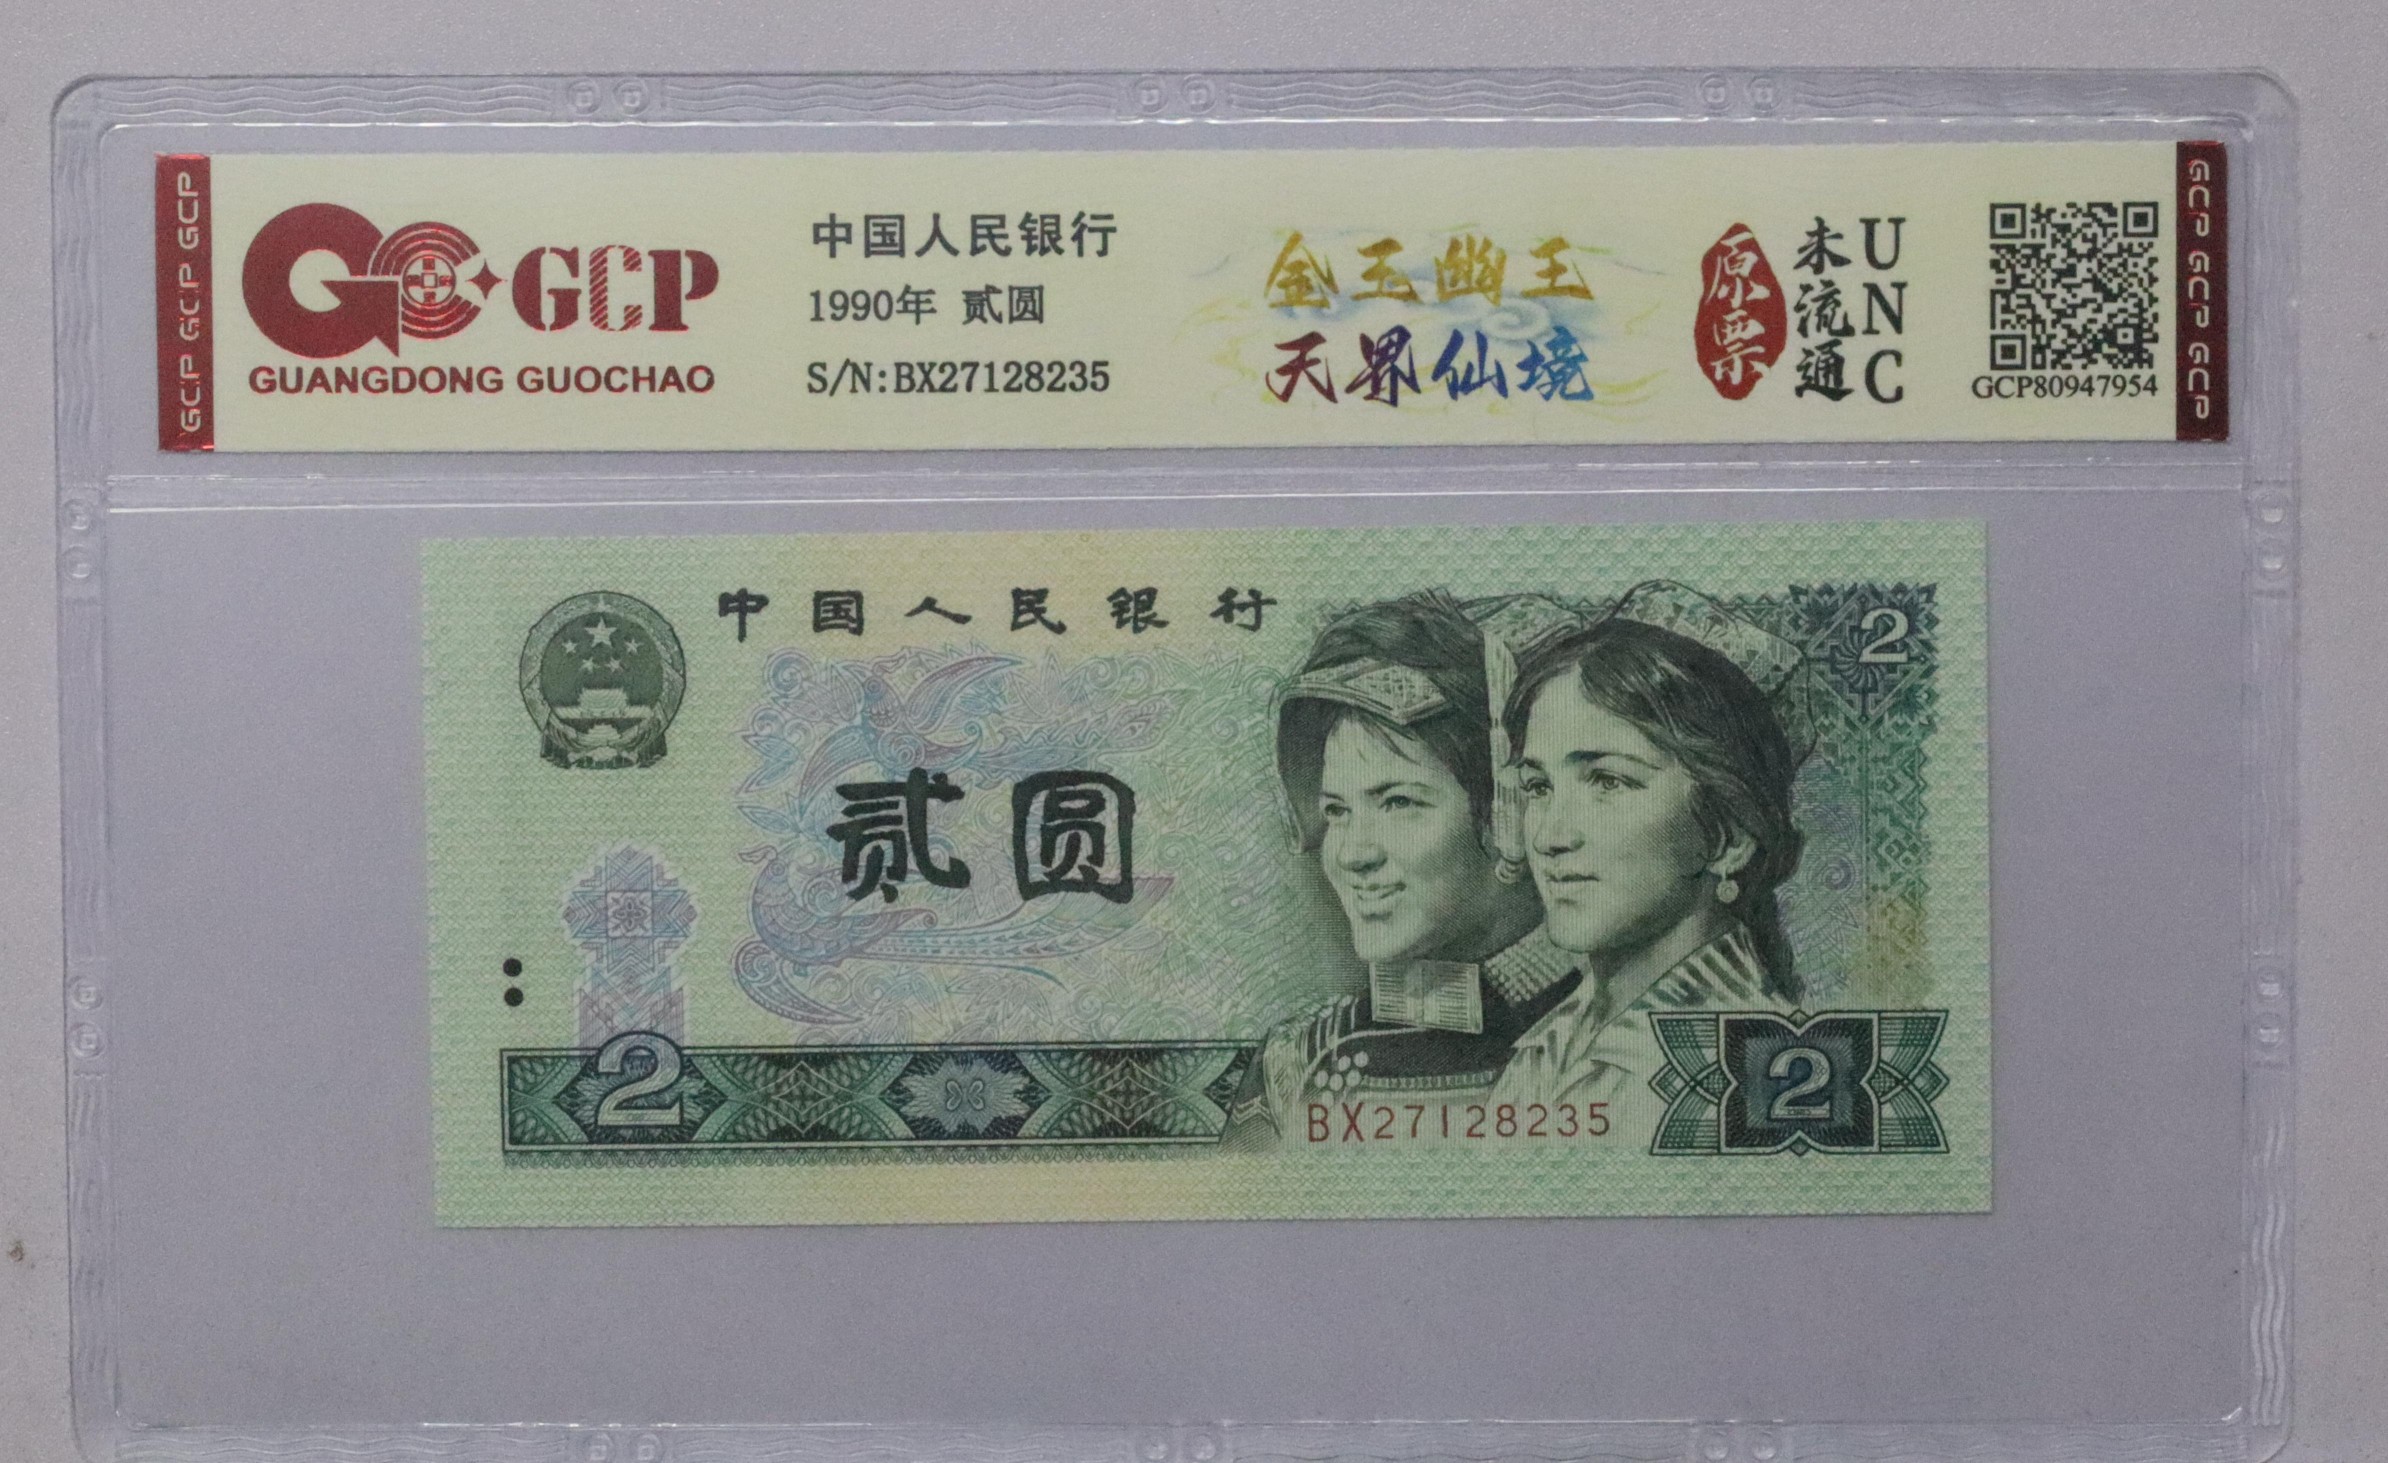 GCP GCP GCP
GCP
GUANGDONG GUOCHAO
中国人民银行
1990年 贰圆
S/N:BX27128235
金玉幽王
天界仙境
原票
未流通
UNC
GCP80947954
GCP GCP GCP
中国人民银行
2
贰圆
2
BX27128235
2